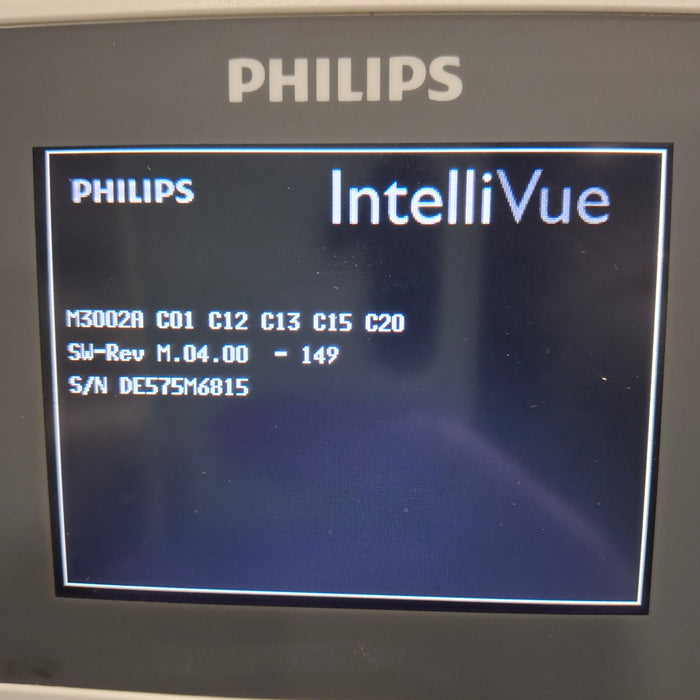 PHILIPS
PHILIPS IntelliVue
M3002A C01 C12 C13 C15 C20
SW-Rev M.04.00 - 149
S/N DE575M6815